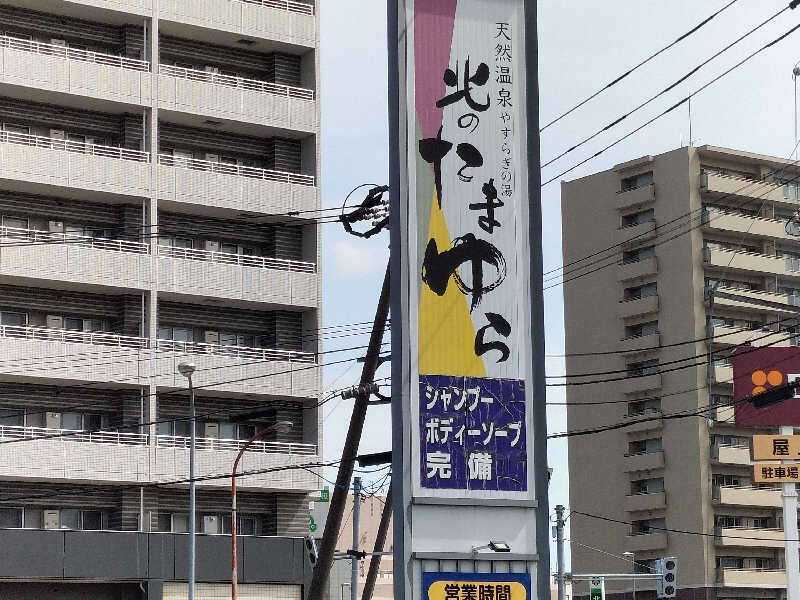 天然温泉やすらぎの湯
北のたまゆら
シャンプー
ボディーソープ
完備
営業時間
屋
駐車場